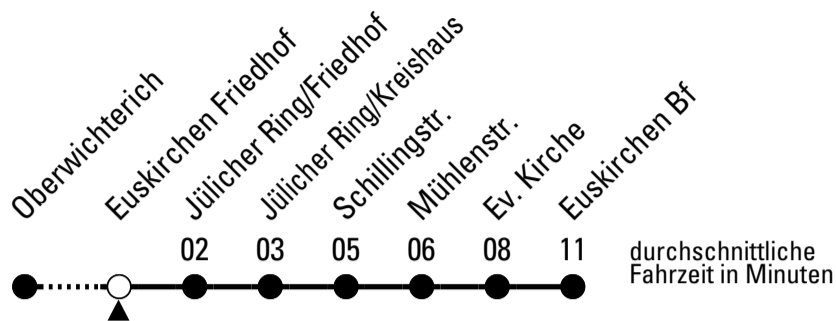 Oberwichterich
Euskirchen Friedhof
Jülicher Ring/Friedhof
Jülicher Ring/Kreishaus
Schillingstr.
Mühlenstr.
Ev. Kirche
Euskirchen Bf
02 03 05 06 08 11
durchschnittliche
Fahrzeit in Minuten